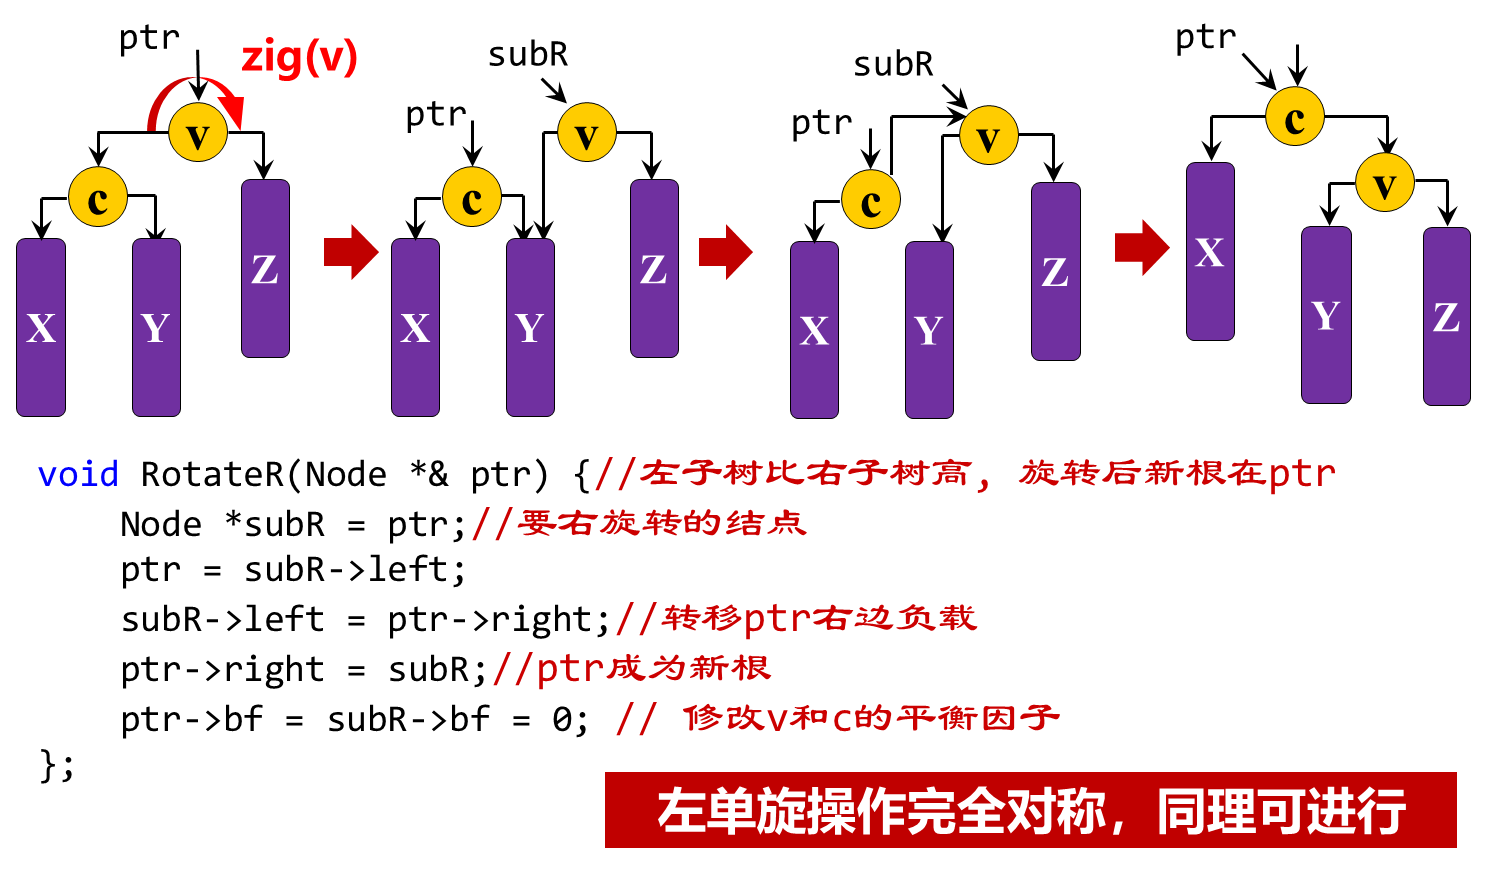 ptr zig(v) v c X Y Z
subR ptr v c X Y Z
subR ptr v c X Y Z
ptr c v X Y Z
void RotateR(Node *& ptr) {//左子树比右子树高，旋转后新根在ptr
Node *subR = ptr;//要右旋转的结点
ptr = subR->left;
subR->left = ptr->right;//转移ptr右边负载
ptr->right = subR;//ptr成为新根
ptr->bf = subR->bf = 0; // 修改v和c的平衡因子
};
左单旋操作完全对称，同理可进行